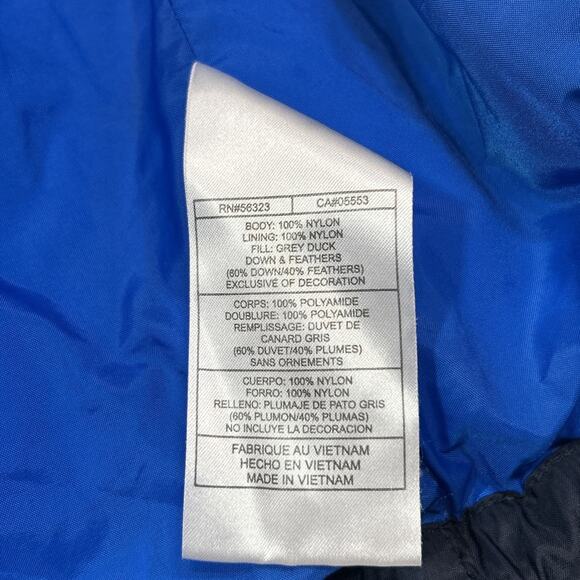 RN#56323 CA#05553
BODY: 100% NYLON
LINING: 100% NYLON
FILL: GREY DUCK
DOWN & FEATHERS
(60% DOWN/40% FEATHERS)
EXCLUSIVE OF DECORATION
CORPS: 100% POLYAMIDE
DOUBLURE: 100% POLYAMIDE
REMPLISSAGE: DUVET DE
CANARD GRIS
(60% DUVET/40% PLUMES)
SANS ORNEMENTS
CUERPO: 100% NYLON
FORRO: 100% NYLON
RELLENO: PLUMAJE DE PATO GRIS
(60% PLUMON/40% PLUMAS)
NO INCLUYE LA DECORACION
FABRIQUE AU VIETNAM
HECHO EN VIETNAM
MADE IN VIETNAM